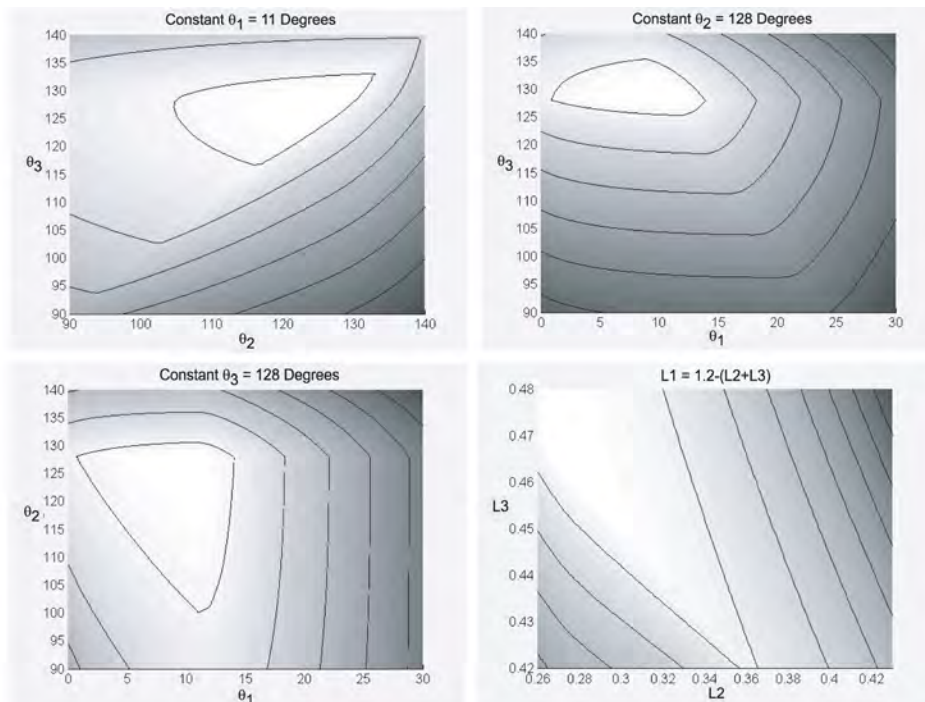 Constant θ1 = 11 Degrees
140
135
130
125
120
θ3
115
110
105
100
95
90
90 100 110 120 130 140
θ2
Constant θ2 = 128 Degrees
140
135
130
125
120
θ3
115
110
105
100
95
90
0 5 10 15 20 25 30
θ1
Constant θ3 = 128 Degrees
140
135
130
125
120
θ2
115
110
105
100
95
90
0 5 10 15 20 25 30
θ1
L1 = 1.2-(L2+L3)
0.48
0.47
0.46
L3
0.45
0.44
0.43
0.42
0.26 0.28 0.3 0.32 0.34 0.36 0.38 0.4 0.42
L2